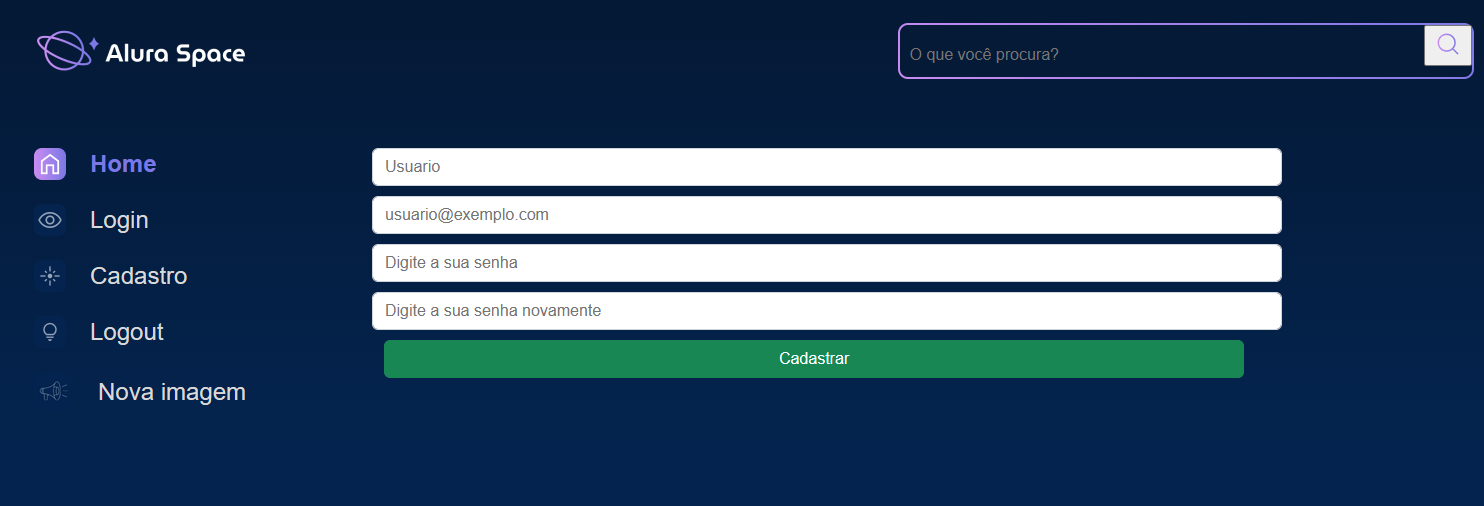 Alura Space
O que você procura?
Home
Login
Cadastro
Logout
Nova imagem
Usuario
usuario@exemplo.com
Digite a sua senha
Digite a sua senha novamente
Cadastrar